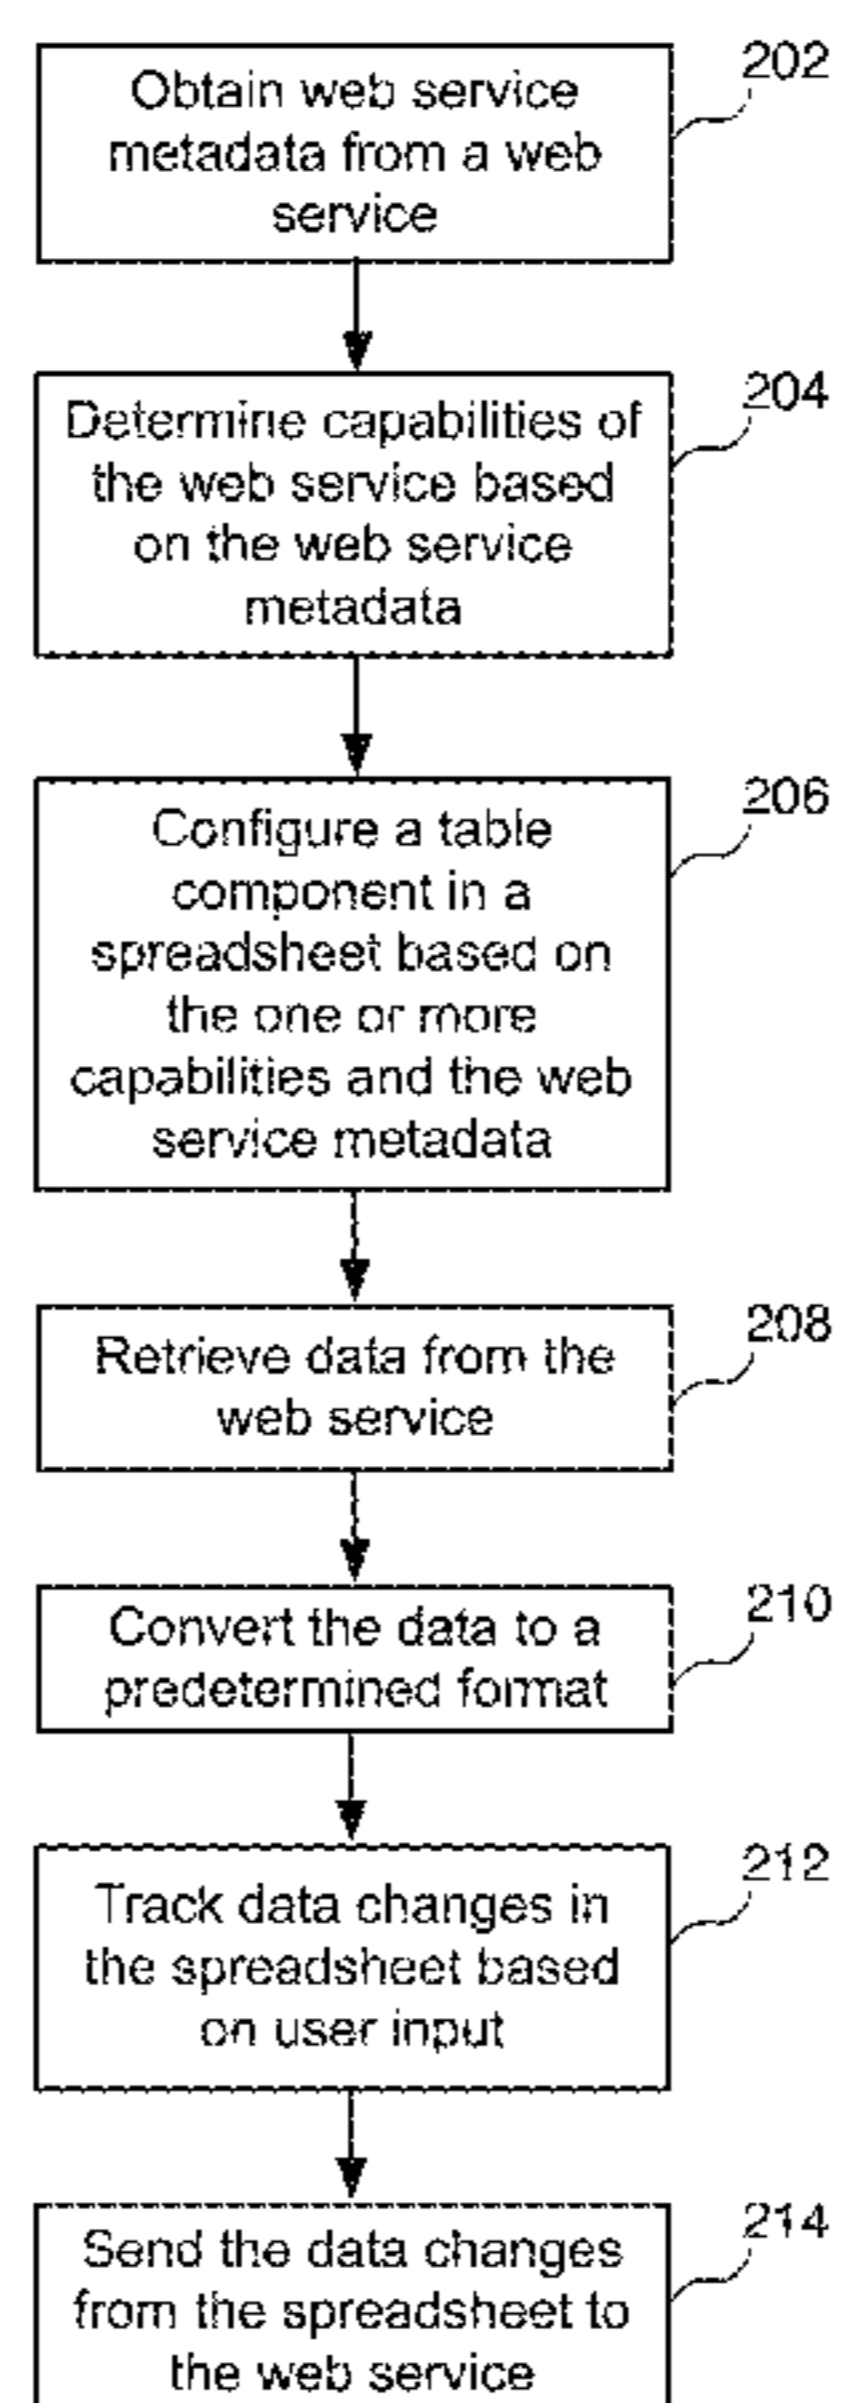 202
Obtain web service
metadata from a web
service
204
Determine capabilities of
the web service based
on the web service
metadata
206
Configure a table
component in a
spreadsheet based on
the one or more
capabilities and the web
service metadata
208
Retrieve data from the
web service
210
Convert the data to a
predetermined format
212
Track data changes in
the spreadsheet based
on user input
214
Send the data changes
from the spreadsheet to
the web service